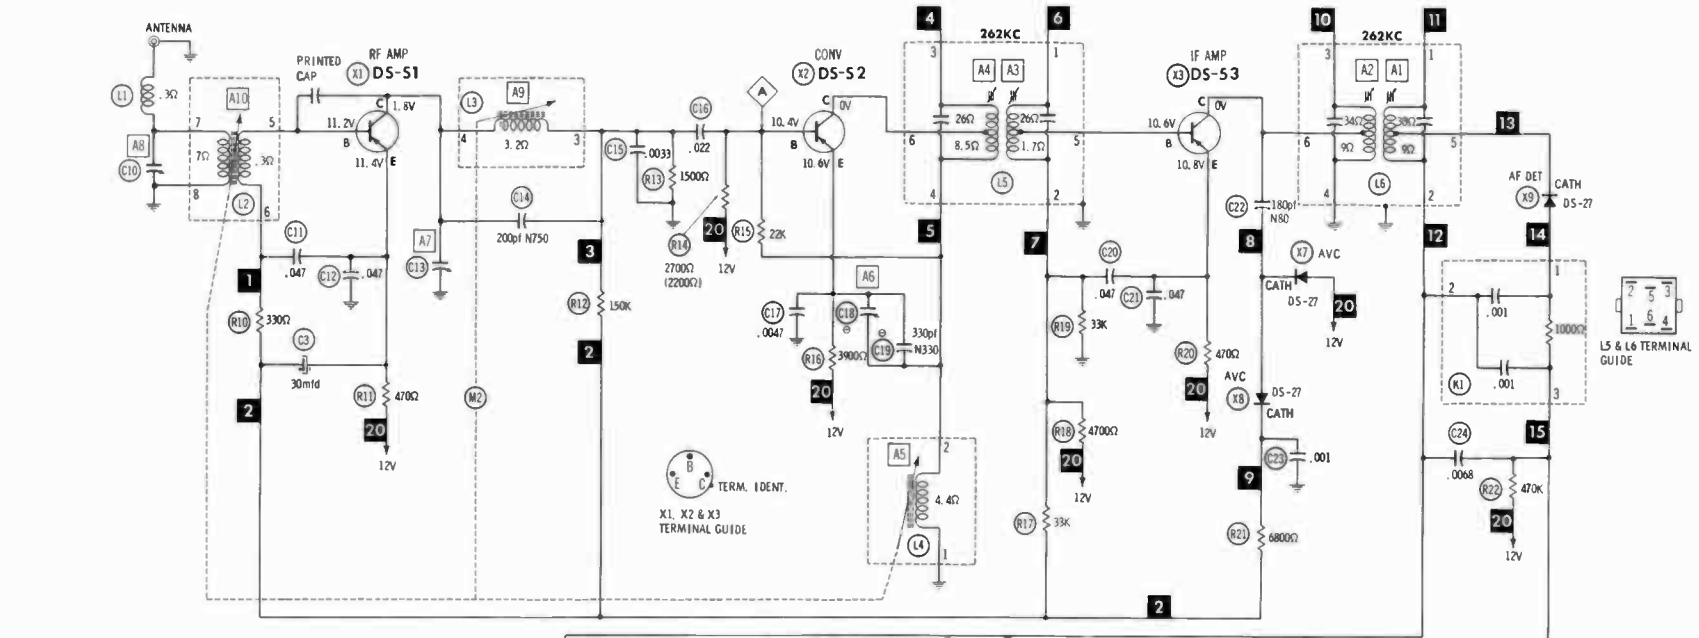 ANTENNA
L1
.3Ω
A8
C10
A10
7
5
7Ω
.3Ω
8
6
L2
PRINTED
CAP
RF AMP
X1 DS-S1
C
1.8V
11.2V
B
11.4V
E
C11
.047
C12
.047
1
R10
330Ω
C3
30mfd
2
R11
470Ω
20
12V
A7
C13
L3
A9
4
3.2Ω
3
C14
200pf N750
M2
3
R12
150K
2
C15
.0033
R13
1500Ω
C16
.022
R14
2700Ω
(2200Ω)
20
12V
A
R15
22K
CONV
X2 DS-S2
C
0V
10.4V
B
10.6V
E
C17
.0047
A6
C18
C19
330pf
N330
R16
3900Ω
20
12V
B
E
C
TERM. IDENT.
X1, X2 & X3
TERMINAL GUIDE
4
6
262KC
3
1
A4
A3
26Ω
26Ω
6
8.5Ω
1.7Ω
5
L5
4
2
5
A5
2
4.4Ω
L4
1
7
C20
.047
C21
.047
R19
33K
R18
4700Ω
20
12V
R17
33K
IF AMP
X3 DS-S3
C
0V
10.6V
B
10.8V
E
R20
470Ω
20
12V
C22
180pf
N80
8
X7 AVC
CATH
DS-27
20
12V
AVC
X8
DS-27
CATH
C23
.001
9
R21
6800Ω
2
10
11
262KC
3
1
A2
A1
34Ω
38Ω
6
9Ω
9Ω
5
L6
4
2
12
13
AF DET
X9
CATH
DS-27
14
1
2
.001
1000Ω
.001
K1
3
15
C24
.0068
R22
470K
20
12V
2 5 3
1 6 4
L5 & L6 TERMINAL
GUIDE